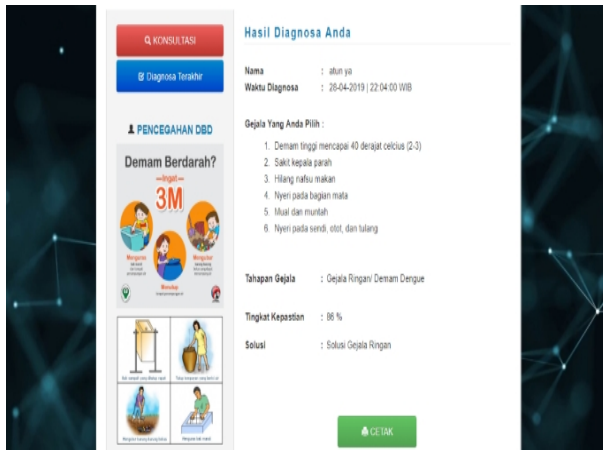 KONSULTASI
Diagnosa Terakhir
PENCEGAHAN DBD
Demam Berdarah?
—ingat—
3M
Menguras
Mengubur
Menutup
Hasil Diagnosa Anda
Nama : atun ya
Waktu Diagnosa : 28-04-2019 | 22:04:00 WIB
Gejala Yang Anda Pilih :
1. Demam tinggi mencapai 40 derajat celcius (2-3)
2. Sakit kepala parah
3. Hilang nafsu makan
4. Nyeri pada bagian mata
5. Mual dan muntah
6. Nyeri pada sendi, otot, dan tulang
Tahapan Gejala : Gejala Ringan/ Demam Dengue
Tingkat Kepastian : 86 %
Solusi : Solusi Gejala Ringan
CETAK